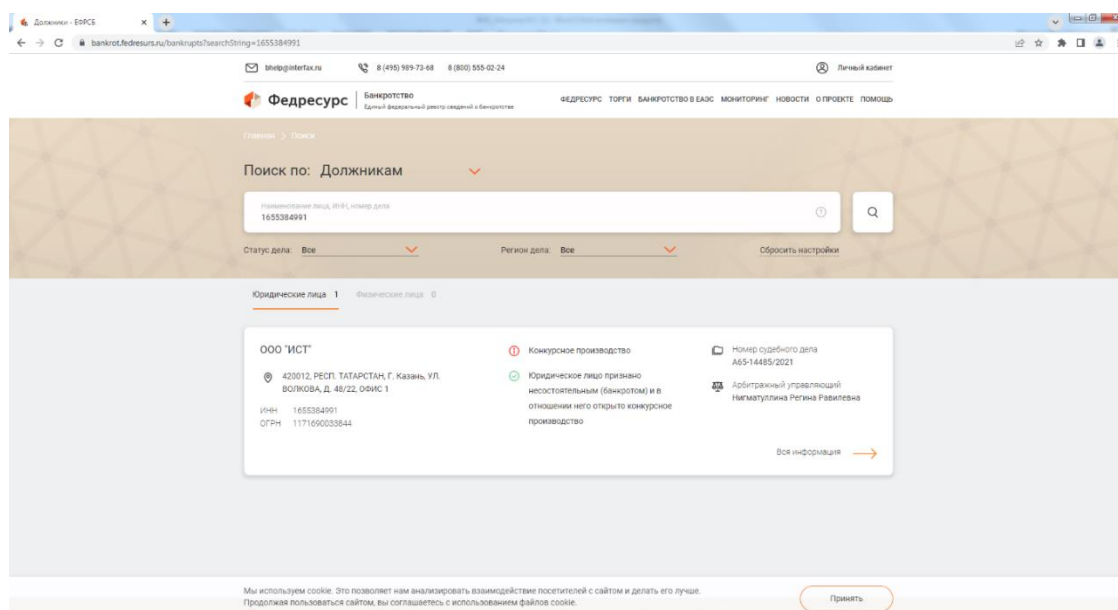 Должники - ЕФРСБ
bankrot.fedresurs.ru/bankrupts?searchString=1655384991
bhelp@interfax.ru 8 (495) 989-73-68 8 (800) 555-02-24 Личный кабинет
Федресурс
Банкротство
Единый федеральный реестр сведений о банкротстве
ФЕДРЕСУРС ТОРГИ БАНКРОТСТВО В ЕАЭС МОНИТОРИНГ НОВОСТИ О ПРОЕКТЕ ПОМОЩЬ
Главная > Поиск
Поиск по: Должникам
Наименование лица, ИНН, номер дела
1655384991
Статус дела: Все Регион дела: Все Сбросить настройки
Юридические лица 1 Физические лица 0
ООО "ИСТ"
420012, РЕСП. ТАТАРСТАН, Г. Казань, УЛ.
ВОЛКОВА, Д. 48/22, ОФИС 1
ИНН 1655384991
ОГРН 1171690033844
Конкурсное производство
Юридическое лицо признано
несостоятельным (банкротом) и в
отношении него открыто конкурсное
производство
Номер судебного дела
А65-14485/2021
Арбитражный управляющий
Нигматуллина Регина Равилевна
Вся информация
Мы используем cookie. Это позволяет нам анализировать взаимодействие посетителей с сайтом и делать его лучше.
Продолжая пользоваться сайтом, вы соглашаетесь с использованием файлов cookie.
Принять